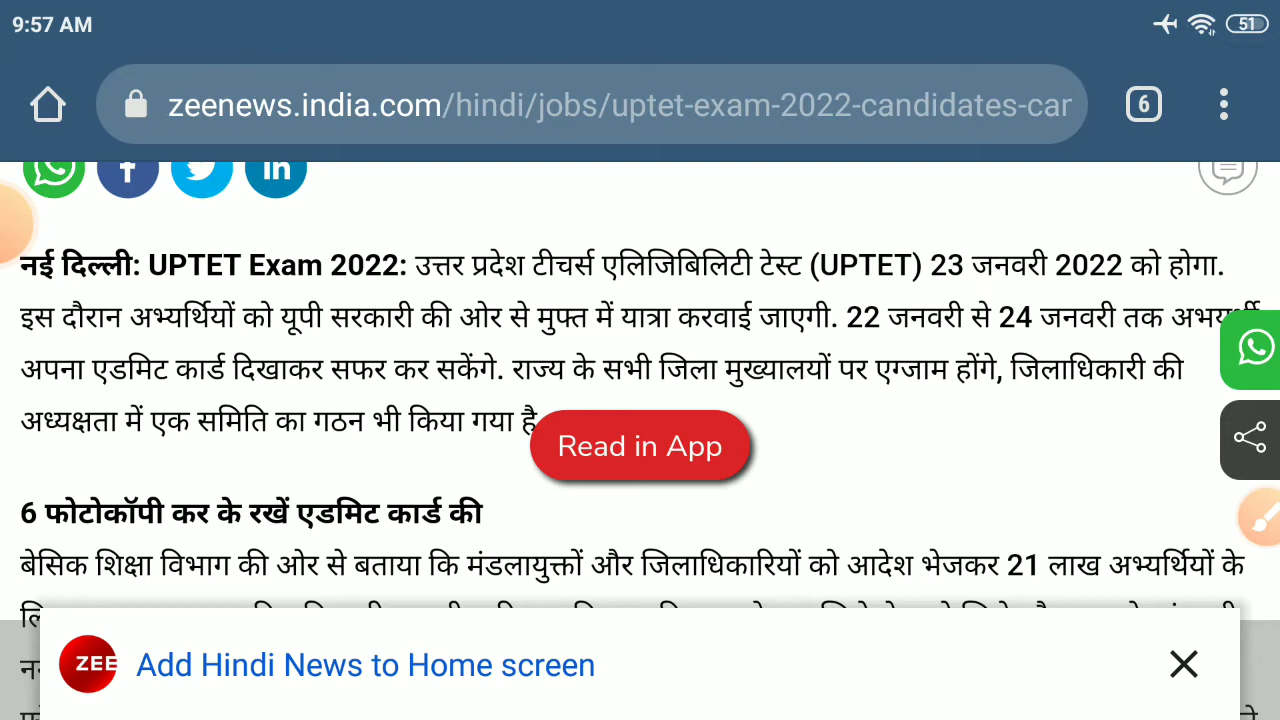 9:57 AM
51
zeenews.india.com/hindi/jobs/uptet-exam-2022-candidates-car
6
नई दिल्ली: UPTET Exam 2022: उत्तर प्रदेश टीचर्स एलिजिबिलिटी टेस्ट (UPTET) 23 जनवरी 2022 को होगा.
इस दौरान अभ्यर्थियों को यूपी सरकारी की ओर से मुफ्त में यात्रा करवाई जाएगी. 22 जनवरी से 24 जनवरी तक
अपना एडमिट कार्ड दिखाकर सफर कर सकेंगे. राज्य के सभी जिला मुख्यालयों पर एग्जाम होंगे, जिलाधिकारी की
अध्यक्षता में एक समिति का गठन भी किया गया है
Read in App
6 फोटोकॉपी कर के रखें एडमिट कार्ड की
बेसिक शिक्षा विभाग की ओर से बताया कि मंडलायुक्तों और जिलाधिकारियों को आदेश भेजकर 21 लाख अभ्यर्थियों के
ZEE Add Hindi News to Home screen